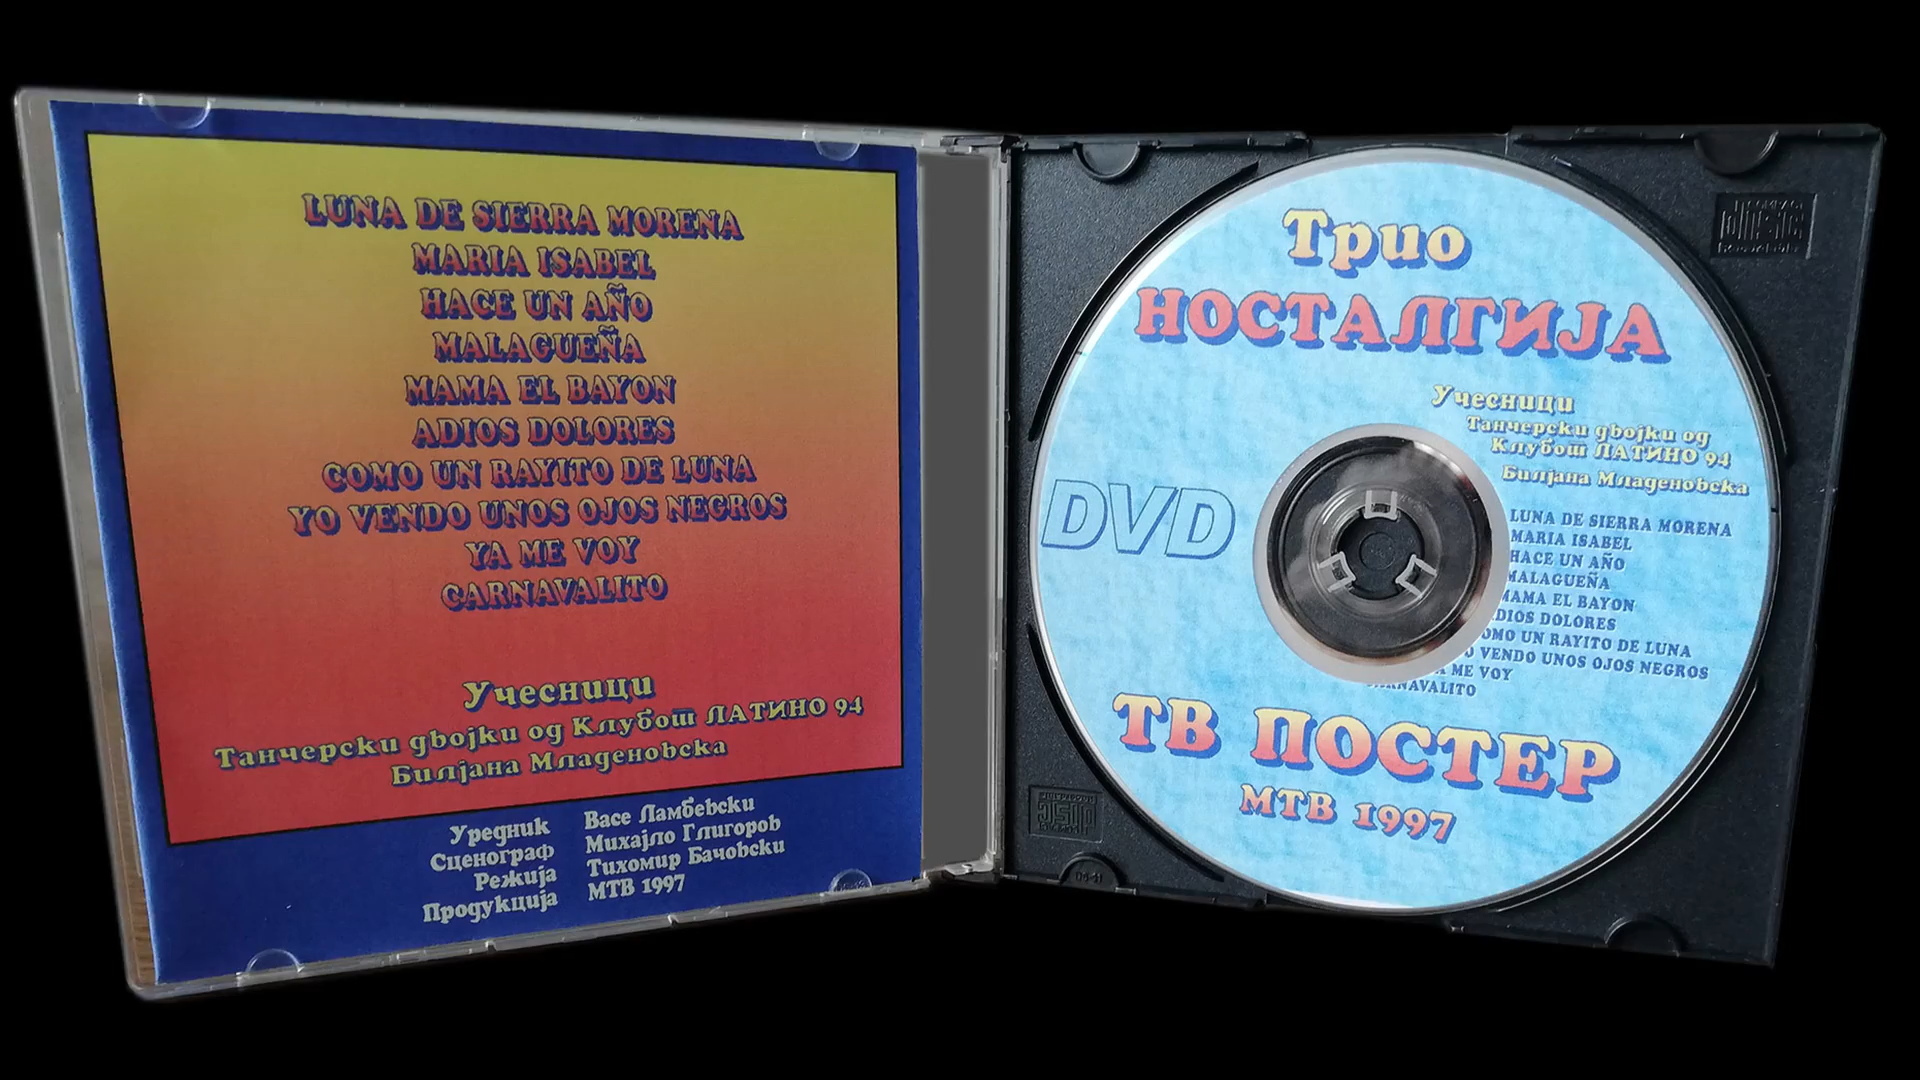 LUNA DE SIERRA MORENA
MARIA ISABEL
HACE UN AÑO
MALAGUEÑA
MAMA EL BAYON
ADIOS DOLORES
COMO UN RAYITO DE LUNA
YO VENDO UNOS OJOS NEGROS
YA ME VOY
CARNAVALITO
Учесници
Танчерски двојки од Клубот ЛАТИНО 94
Билјана Младеновска
Уредник Васе Ламбевски
Сценограф Михајло Глигоров
Режија Тихомир Бачовски
Продукција МТВ 1997
Трио
НОСТАЛГИЈА
Учесници
Танчерски двојки од
Клубот ЛАТИНО 94
Билјана Младеновска
DVD
LUNA DE SIERRA MORENA
MARIA ISABEL
HACE UN AÑO
MALAGUEÑA
MAMA EL BAYON
DIOS DOLORES
OMO UN RAYITO DE LUNA
O VENDO UNOS OJOS NEGROS
A ME VOY
RNAVALITO
ТВ ПОСТЕР
МТВ 1997
COMPACT
disc
Recordable